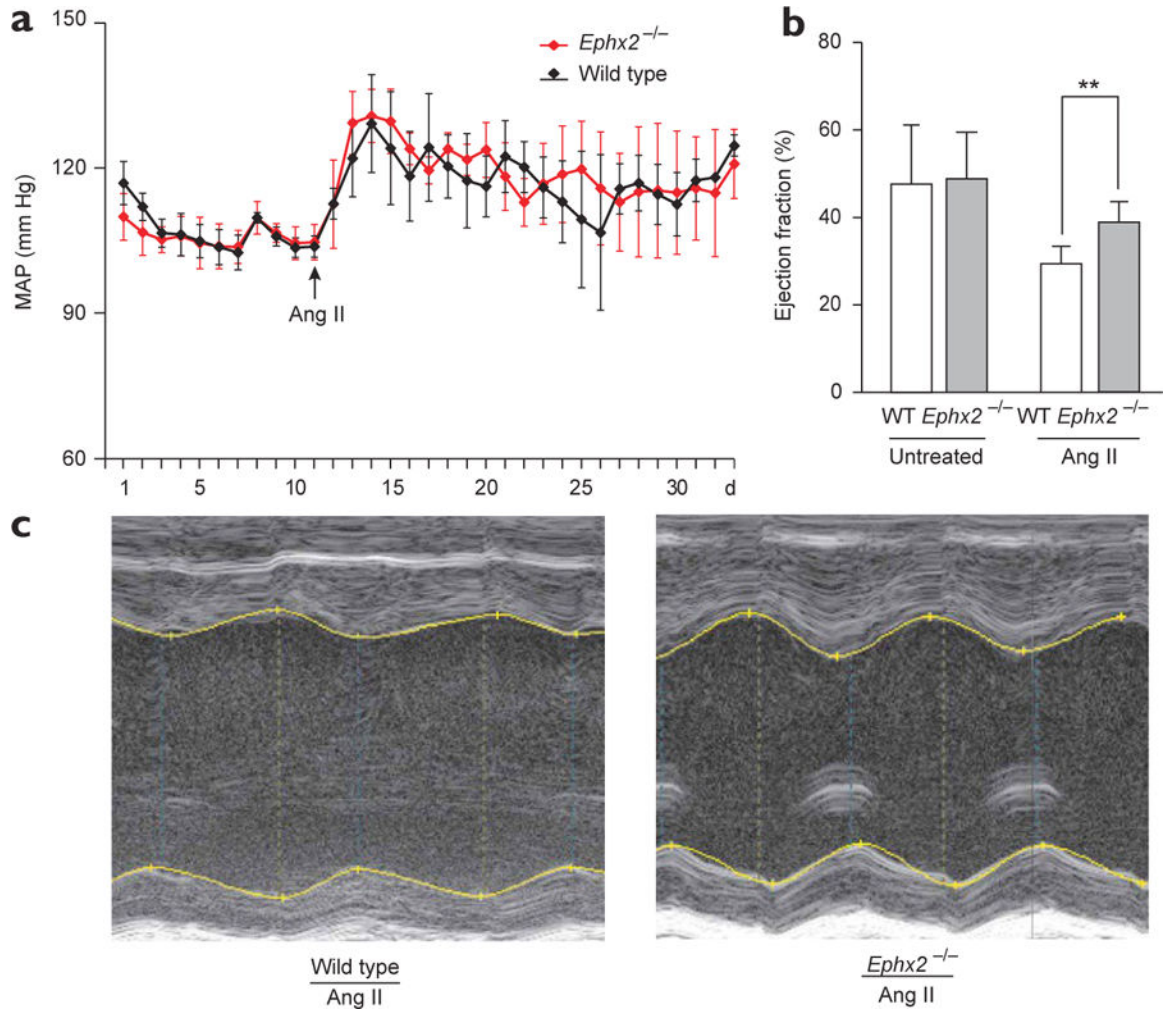 a
150
120
90
60
MAP (mm Hg)
Ephx2 −/−
Wild type
Ang II
1 5 10 15 20 25 30 d
b
80
60
40
20
0
Ejection fraction (%)
**
WT Ephx2 −/− WT Ephx2 −/−
Untreated Ang II
c
Wild type
Ang II
Ephx2 −/−
Ang II